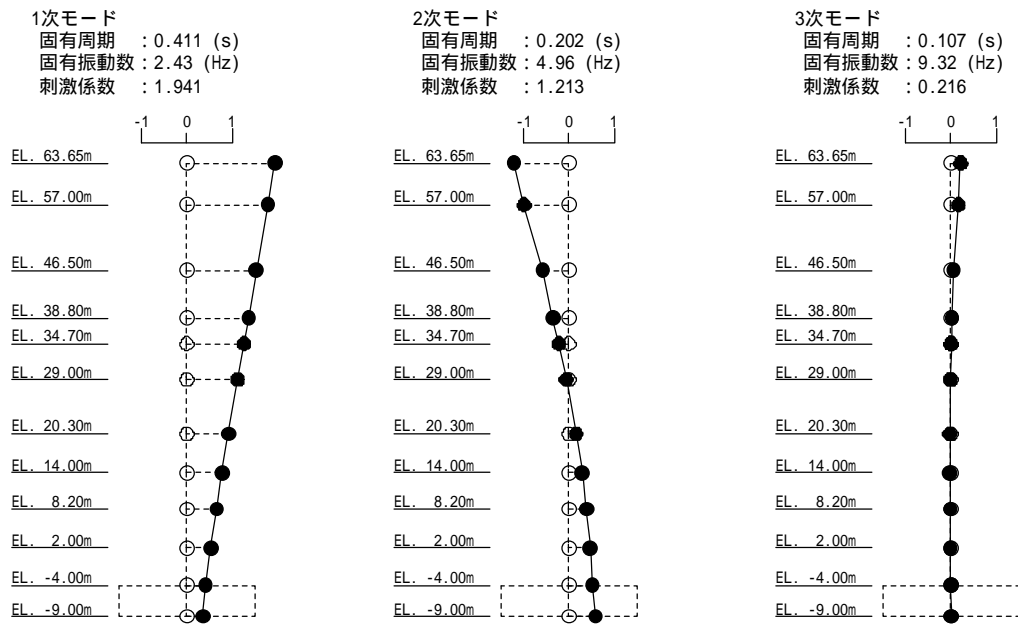 1次モード
固有周期 :0.411 (s)
固有振動数:2.43 (Hz)
刺激係数 :1.941
-1 0 1
EL. 63.65m
EL. 57.00m
EL. 46.50m
EL. 38.80m
EL. 34.70m
EL. 29.00m
EL. 20.30m
EL. 14.00m
EL. 8.20m
EL. 2.00m
EL. -4.00m
EL. -9.00m
2次モード
固有周期 :0.202 (s)
固有振動数:4.96 (Hz)
刺激係数 :1.213
-1 0 1
EL. 63.65m
EL. 57.00m
EL. 46.50m
EL. 38.80m
EL. 34.70m
EL. 29.00m
EL. 20.30m
EL. 14.00m
EL. 8.20m
EL. 2.00m
EL. -4.00m
EL. -9.00m
3次モード
固有周期 :0.107 (s)
固有振動数:9.32 (Hz)
刺激係数 :0.216
-1 0 1
EL. 63.65m
EL. 57.00m
EL. 46.50m
EL. 38.80m
EL. 34.70m
EL. 29.00m
EL. 20.30m
EL. 14.00m
EL. 8.20m
EL. 2.00m
EL. -4.00m
EL. -9.00m